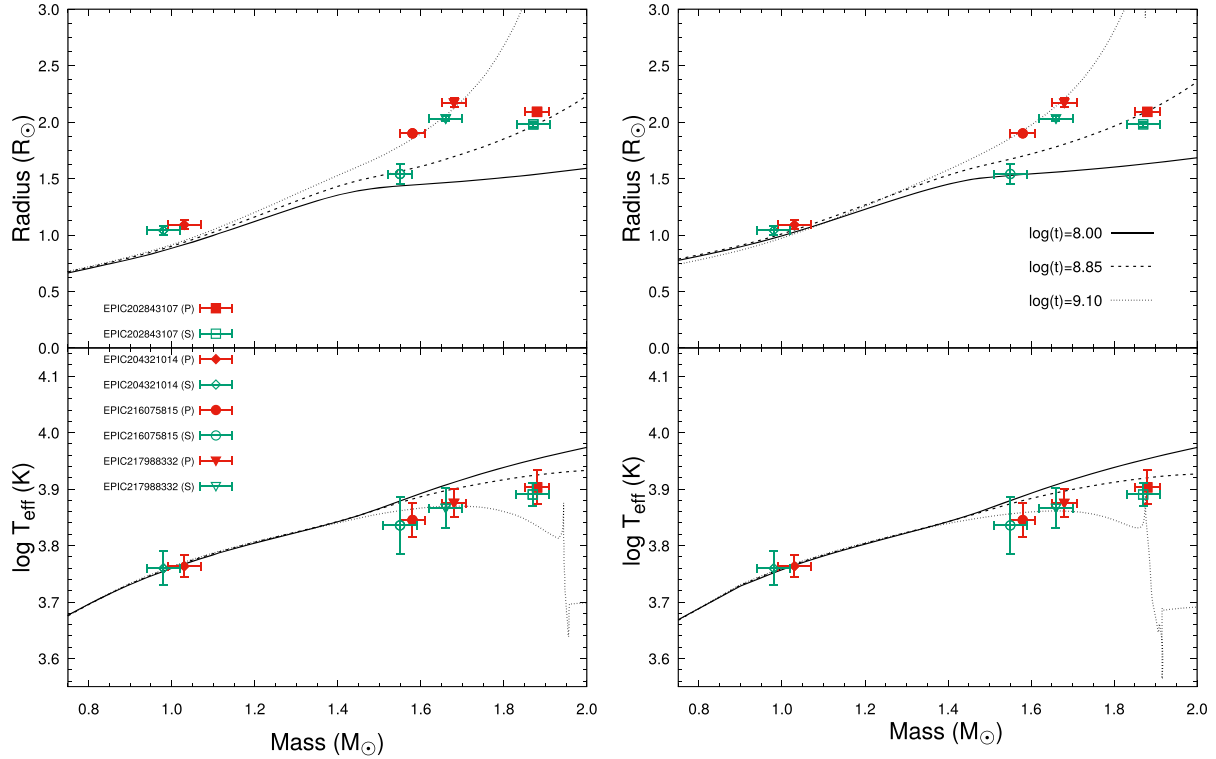 3.0
2.5
2.0
1.5
1.0
0.5
0.0
Radius (R☉)
EPIC202843107 (P)
EPIC202843107 (S)
EPIC204321014 (P)
EPIC204321014 (S)
EPIC216075815 (P)
EPIC216075815 (S)
EPIC217988332 (P)
EPIC217988332 (S)
4.1
4.0
3.9
3.8
3.7
3.6
log Teff (K)
0.8 1.0 1.2 1.4 1.6 1.8 2.0
Mass (M☉)
3.0
2.5
2.0
1.5
1.0
0.5
0.0
Radius (R☉)
log(t)=8.00
log(t)=8.85
log(t)=9.10
4.1
4.0
3.9
3.8
3.7
3.6
log Teff (K)
0.8 1.0 1.2 1.4 1.6 1.8 2.0
Mass (M☉)